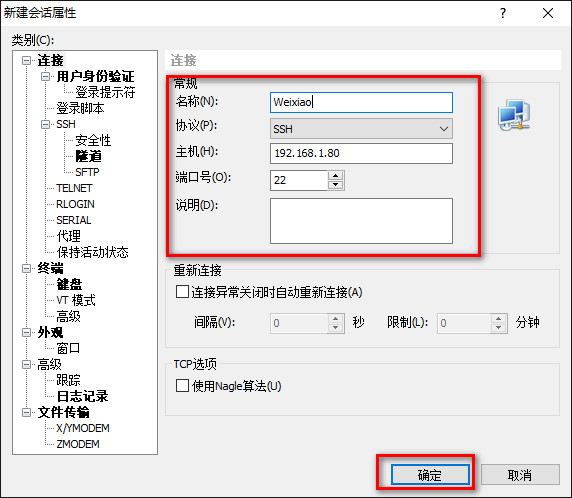 新建会话属性
类别(C):
连接
用户身份验证
登录提示符
登录脚本
SSH
安全性
隧道
SFTP
TELNET
RLOGIN
SERIAL
代理
保持活动状态
终端
键盘
VT 模式
高级
外观
窗口
高级
跟踪
日志记录
文件传输
X/YMODEM
ZMODEM
连接
常规
名称(N): Weixiao
协议(P): SSH
主机(H): 192.168.1.80
端口号(O): 22
说明(D):
重新连接
连接异常关闭时自动重新连接(A)
间隔(V): 0 秒 限制(L): 0 分钟
TCP选项
使用Nagle算法(U)
确定 取消